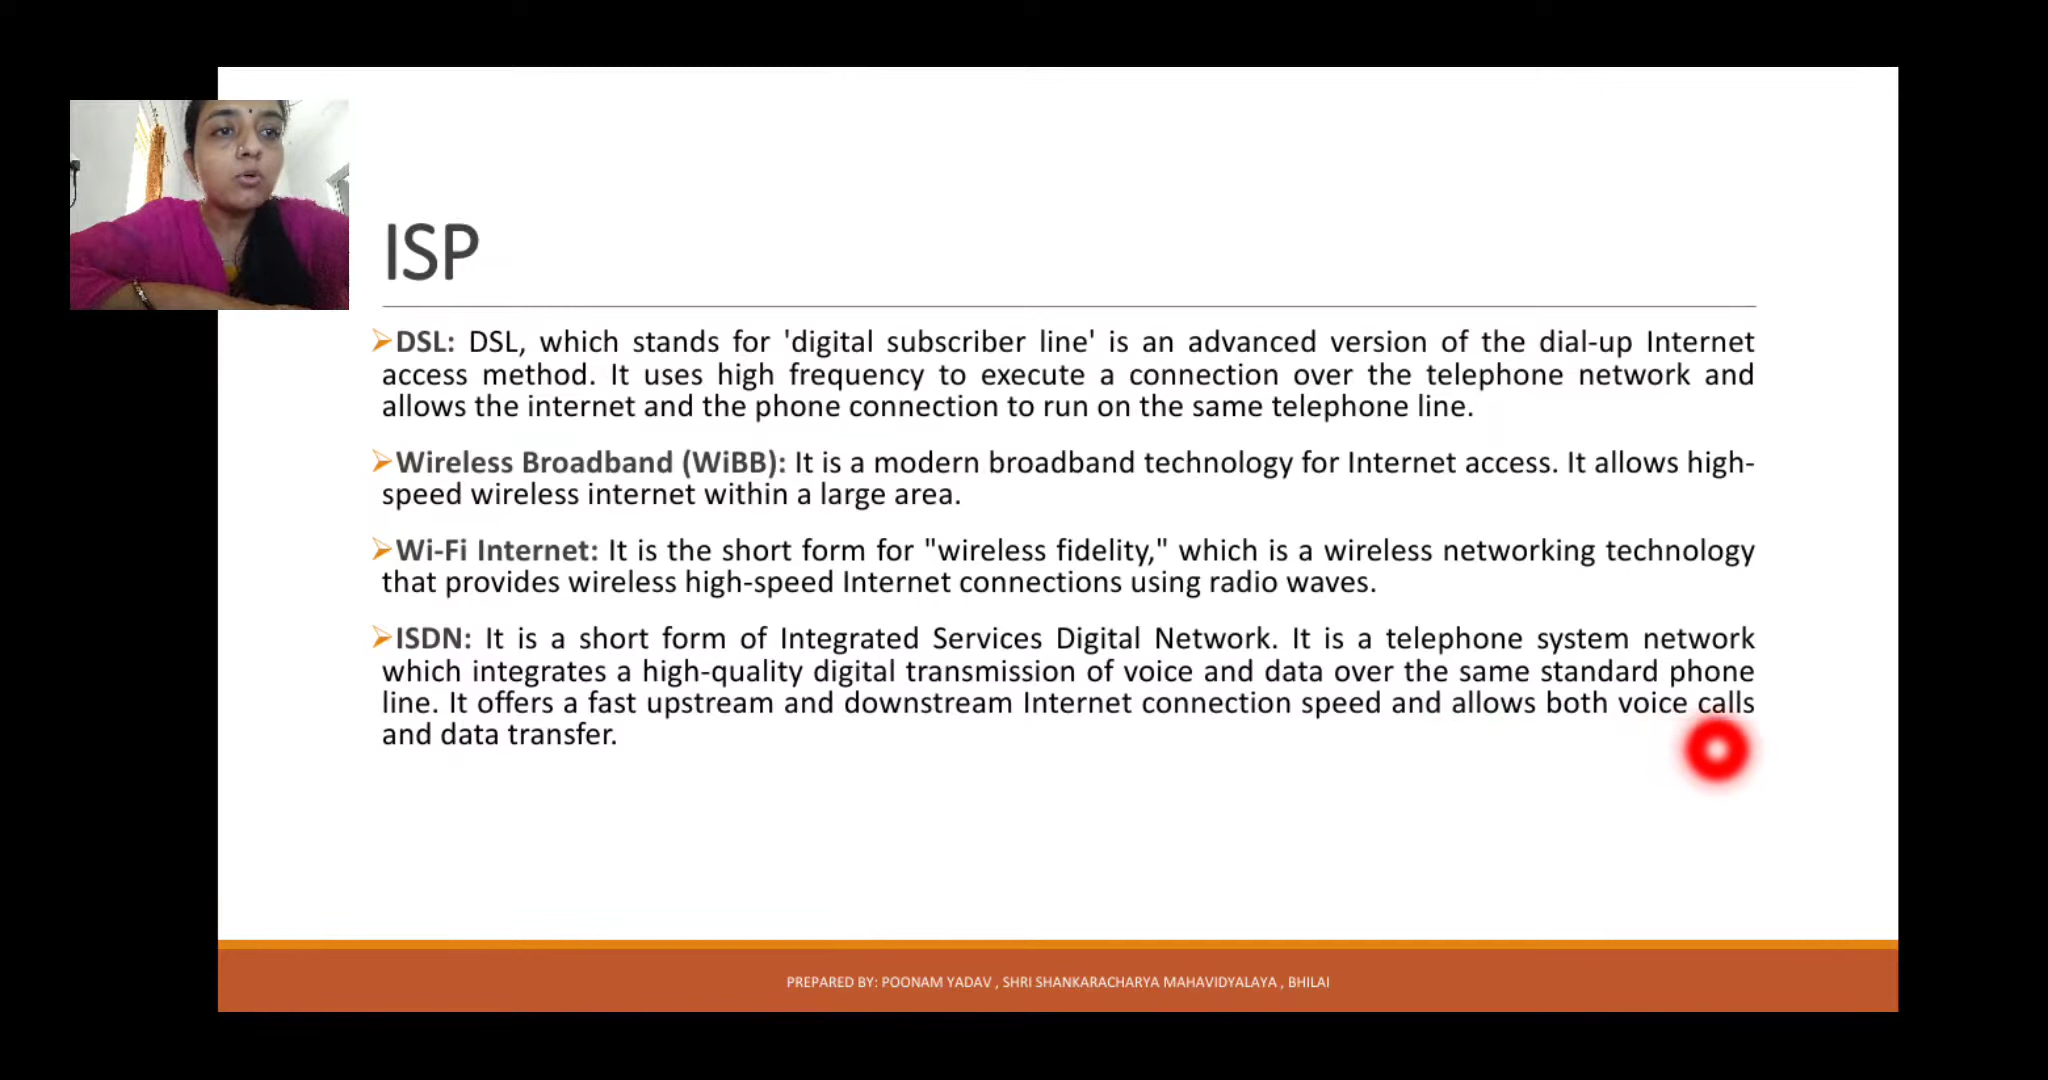 ISP
➢DSL: DSL, which stands for 'digital subscriber line' is an advanced version of the dial-up Internet
access method. It uses high frequency to execute a connection over the telephone network and
allows the internet and the phone connection to run on the same telephone line.
➢Wireless Broadband (WiBB): It is a modern broadband technology for Internet access. It allows high-
speed wireless internet within a large area.
➢Wi-Fi Internet: It is the short form for "wireless fidelity," which is a wireless networking technology
that provides wireless high-speed Internet connections using radio waves.
➢ISDN: It is a short form of Integrated Services Digital Network. It is a telephone system network
which integrates a high-quality digital transmission of voice and data over the same standard phone
line. It offers a fast upstream and downstream Internet connection speed and allows both voice calls
and data transfer.
PREPARED BY: POONAM YADAV , SHRI SHANKARACHARYA MAHAVIDYALAYA , BHILAI